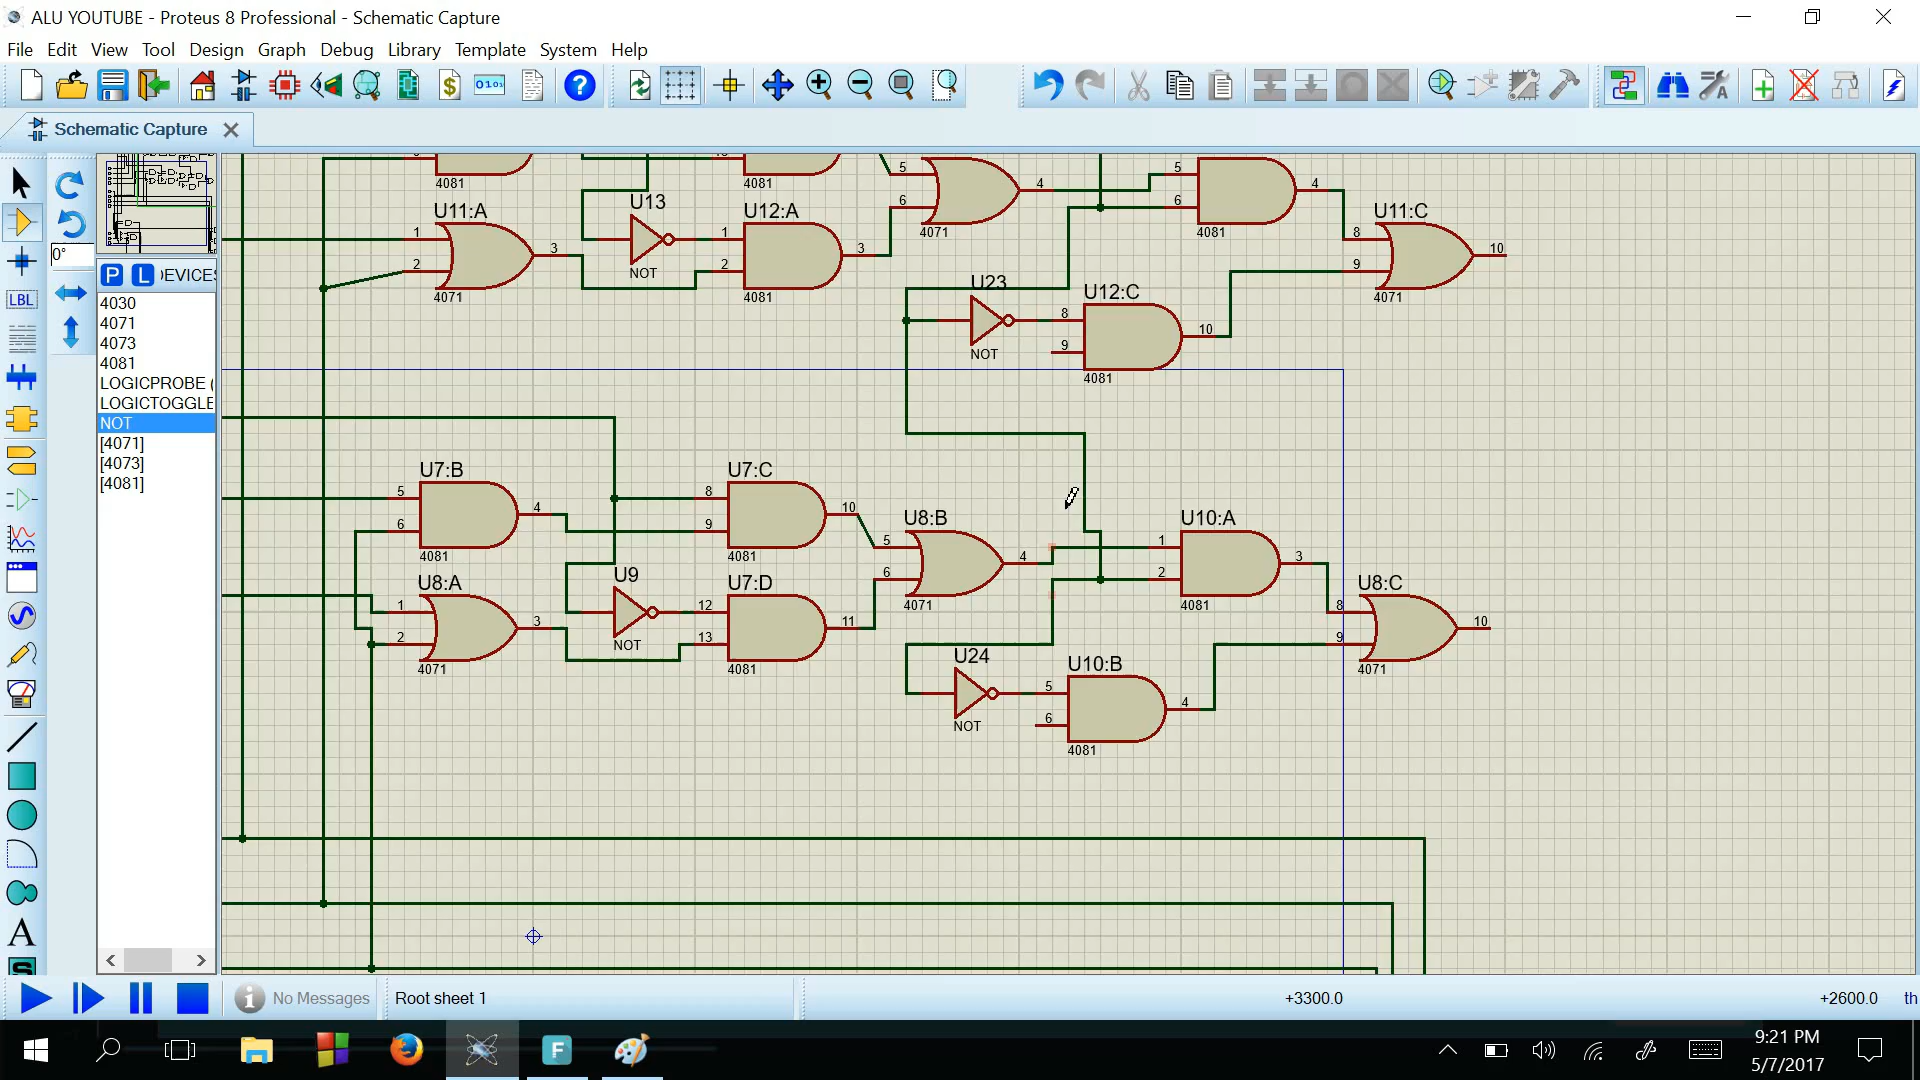 ALU YOUTUBE - Proteus 8 Professional - Schematic Capture
File Edit View Tool Design Graph Debug Library Template System Help
Schematic Capture
0°
P L DEVICES
LBL
4030
4071
4073
4081
LOGICPROBE (
LOGICTOGGLE
NOT
[4071]
[4073]
[4081]
A
S
4081 4081
5 6 4 4071
5 6 4 4081
U11:A 1 2 3 4071
U13 NOT
U12:A 1 2 3 4081
U11:C 8 9 10 4071
U23 NOT
U12:C 8 9 10 4081
U7:B 5 6 4 4081
U7:C 8 9 10 4081
U8:B 5 6 4 4071
U10:A 1 2 3 4081
U8:A 1 2 3 4071
U9 NOT
U7:D 12 13 11 4081
U8:C 8 9 10 4071
U24 NOT
U10:B 5 6 4 4081
No Messages Root sheet 1 +3300.0 +2600.0 th
9:21 PM
5/7/2017